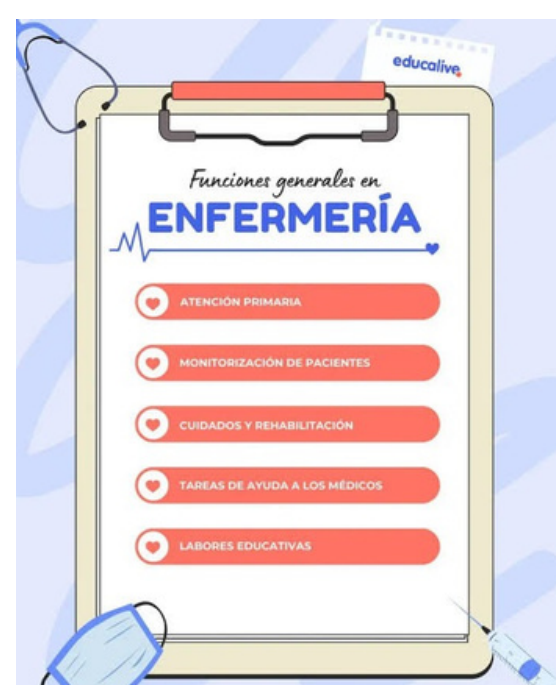 educalive
Funciones generales en
ENFERMERÍA
ATENCIÓN PRIMARIA
MONITORIZACIÓN DE PACIENTES
CUIDADOS Y REHABILITACIÓN
TAREAS DE AYUDA A LOS MÉDICOS
LABORES EDUCATIVAS